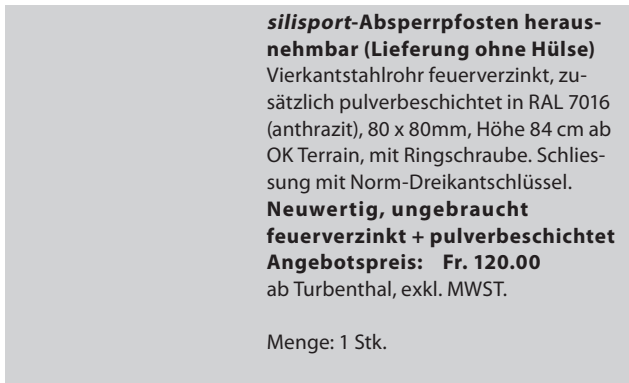 silisport-Absperrpfosten heraus-
nehmbar (Lieferung ohne Hülse)
Vierkantstahlrohr feuerverzinkt, zu-
sätzlich pulverbeschichtet in RAL 7016
(anthrazit), 80 x 80mm, Höhe 84 cm ab
OK Terrain, mit Ringschraube. Schlies-
sung mit Norm-Dreikantschlüssel.
Neuwertig, ungebraucht
feuerverzinkt + pulverbeschichtet
Angebotspreis: Fr. 120.00
ab Turbenthal, exkl. MWST.
Menge: 1 Stk.